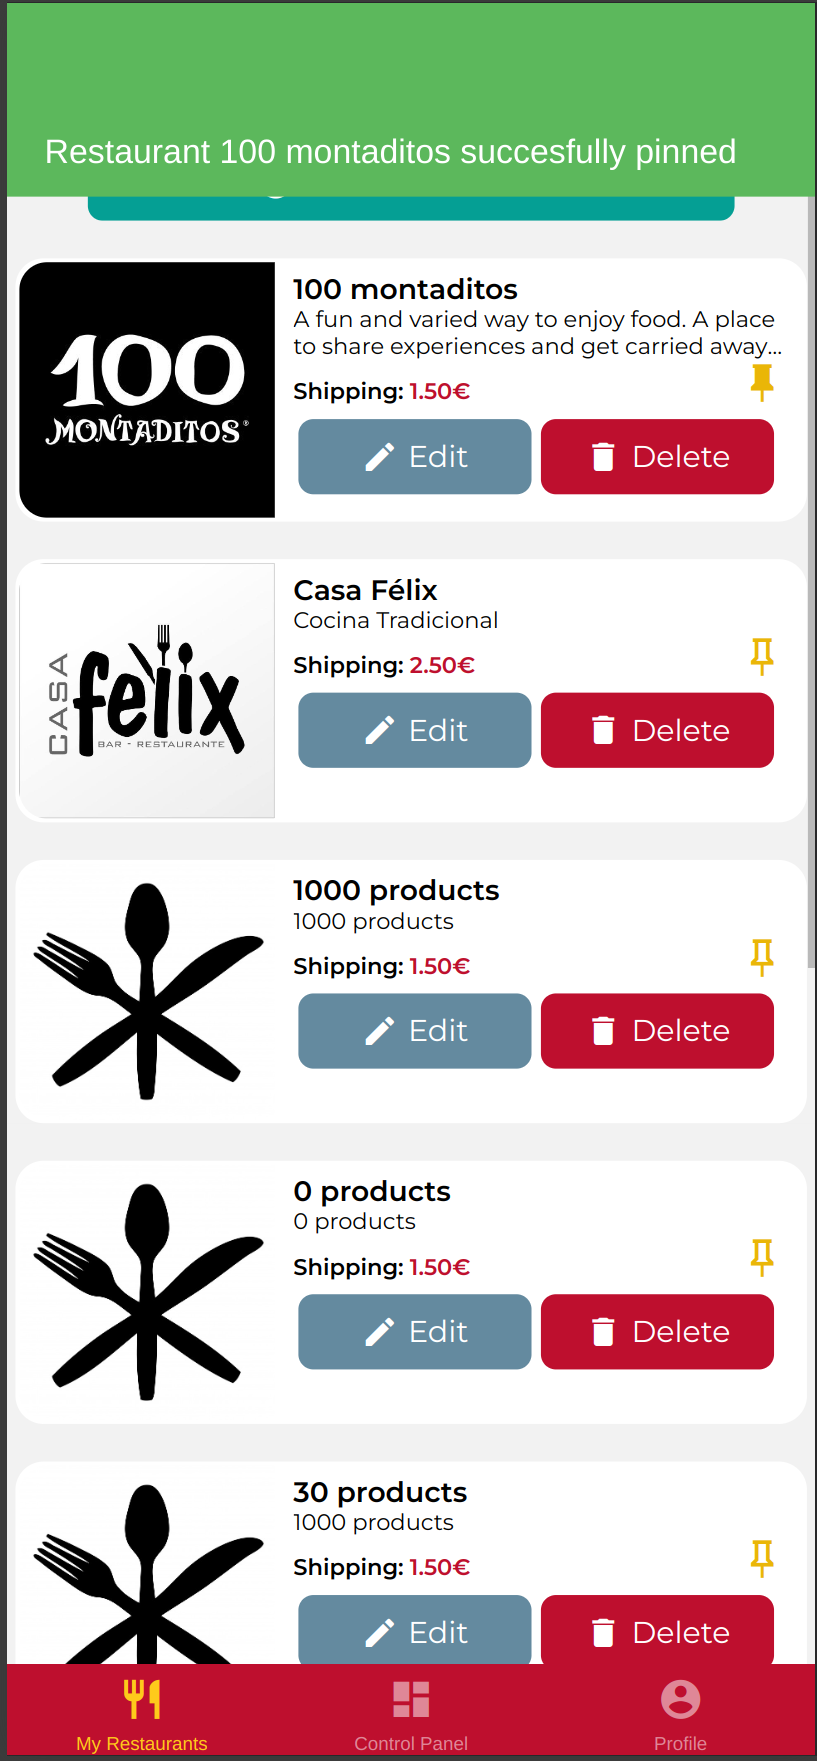 Restaurant 100 montaditos succesfully pinned
100 montaditos
A fun and varied way to enjoy food. A place
to share experiences and get carried away...
Shipping: 1.50€
Edit
Delete
100
MONTADITOS®
Casa Félix
Cocina Tradicional
Shipping: 2.50€
Edit
Delete
CASA
felix
BAR - RESTAURANTE
1000 products
1000 products
Shipping: 1.50€
Edit
Delete
0 products
0 products
Shipping: 1.50€
Edit
Delete
30 products
1000 products
Shipping: 1.50€
Edit
Delete
My Restaurants
Control Panel
Profile